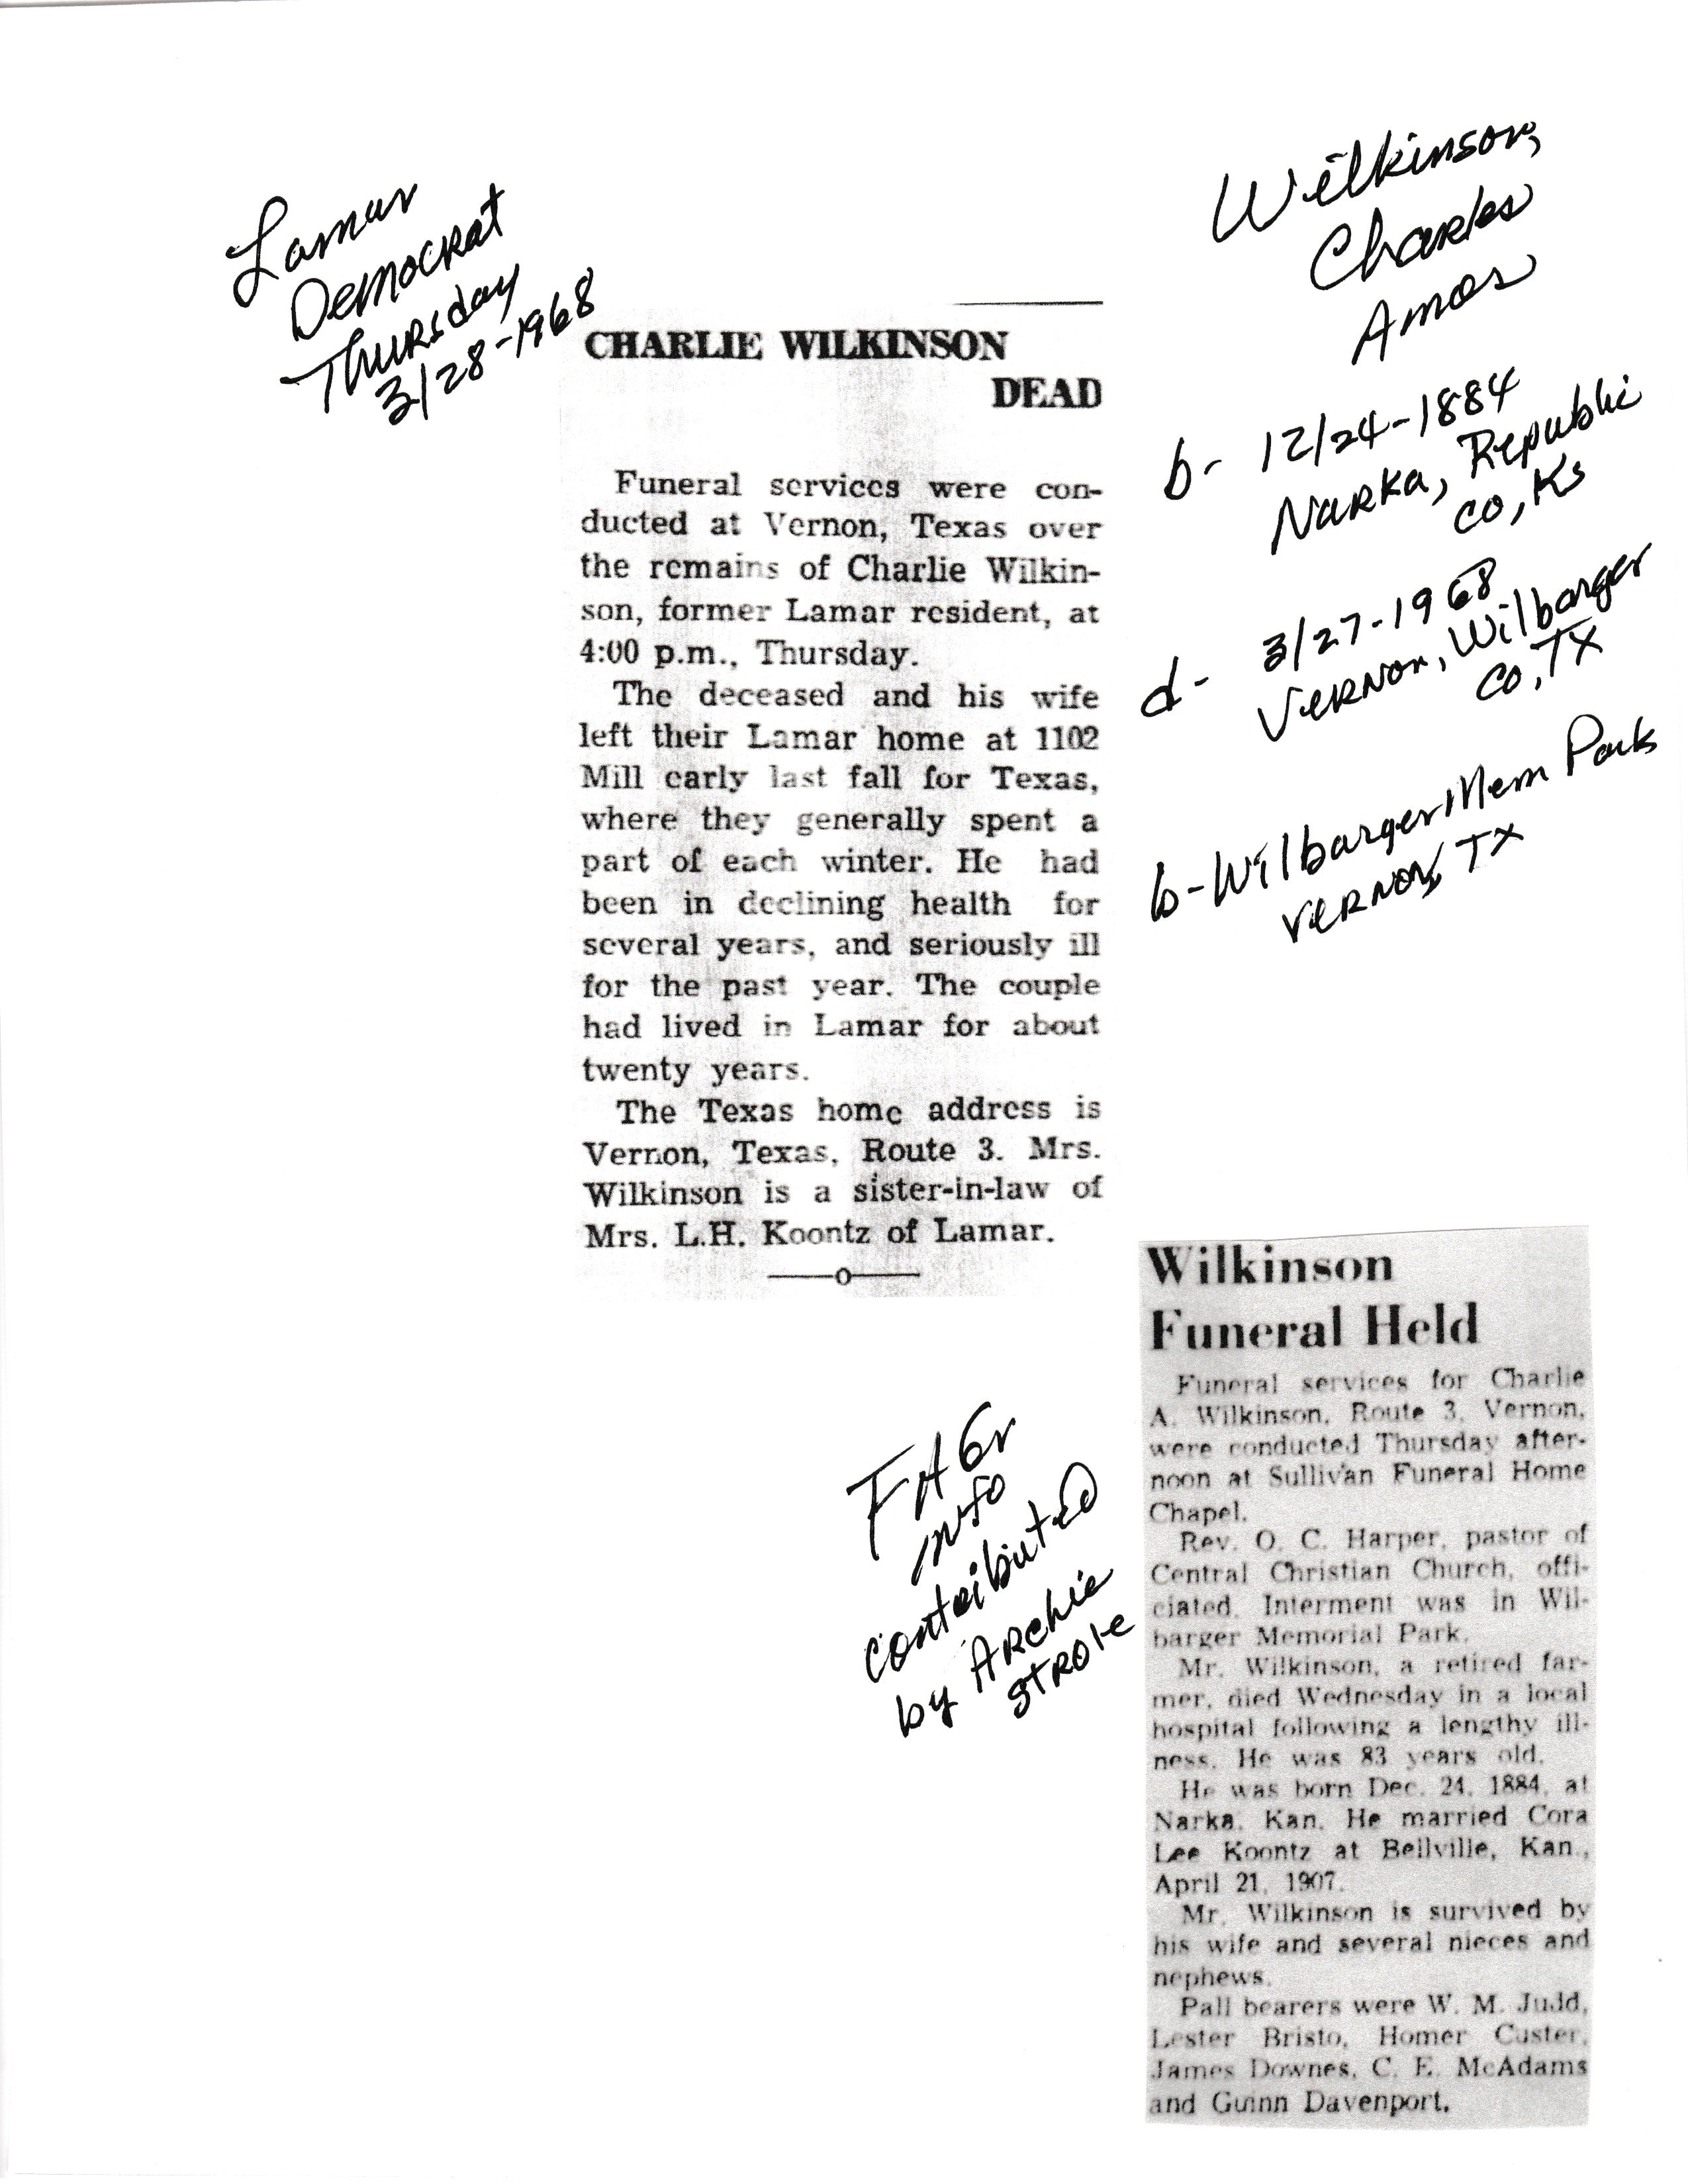 Lamar
Democrat
Thursday
3/28-1968
Wilkinson,
Charles
Amos
b- 12/24-1884
Narka, Republic
Co, Ks
d- 3/27-1968
Vernon, Wilbarger
Co, TX
b-Wilbarger Mem Park
Vernon, TX
CHARLIE WILKINSON
DEAD
Funeral services were con-
ducted at Vernon, Texas over
the remains of Charlie Wilkin-
son, former Lamar resident, at
4:00 p.m., Thursday.
The deceased and his wife
left their Lamar home at 1102
Mill early last fall for Texas,
where they generally spent a
part of each winter. He had
been in declining health for
several years, and seriously ill
for the past year. The couple
had lived in Lamar for about
twenty years.
The Texas home address is
Vernon, Texas, Route 3. Mrs.
Wilkinson is a sister-in-law of
Mrs. L.H. Koontz of Lamar.
FAGr
info
contributed
by Archie
Strole
Wilkinson
Funeral Held
Funeral services for Charlie
A. Wilkinson, Route 3, Vernon,
were conducted Thursday after-
noon at Sullivan Funeral Home
Chapel.
Rev. O. C. Harper, pastor of
Central Christian Church, offi-
ciated. Interment was in Wil-
barger Memorial Park.
Mr. Wilkinson, a retired far-
mer, died Wednesday in a local
hospital following a lengthy ill-
ness. He was 83 years old.
He was born Dec. 24, 1884, at
Narka, Kan. He married Cora
Lee Koontz at Bellville, Kan.,
April 21, 1907.
Mr. Wilkinson is survived by
his wife and several nieces and
nephews.
Pall bearers were W. M. Judd,
Lester Bristo, Homer Custer,
James Downes, C. E. McAdams
and Guinn Davenport.